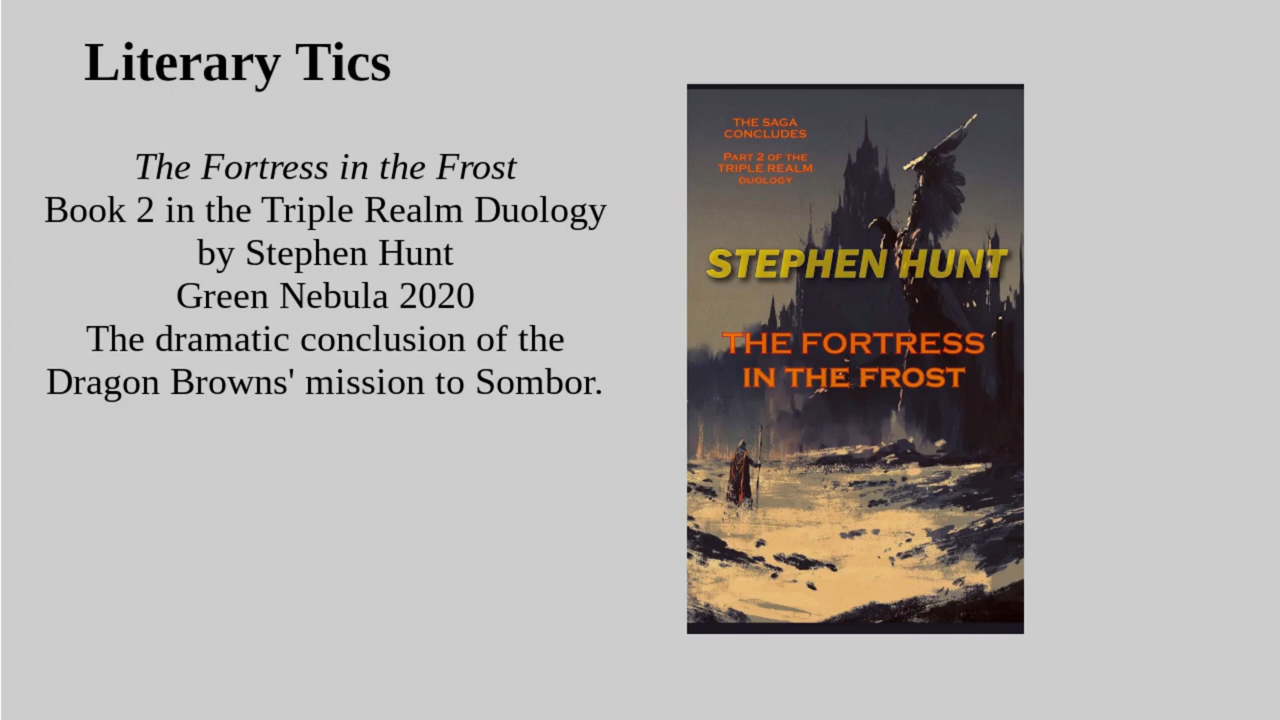 Literary Tics
The Fortress in the Frost
Book 2 in the Triple Realm Duology
by Stephen Hunt
Green Nebula 2020
The dramatic conclusion of the
Dragon Browns' mission to Sombor.
THE SAGA
CONCLUDES
PART 2 OF THE
TRIPLE REALM
DUOLOGY
STEPHEN HUNT
THE FORTRESS
IN THE FROST